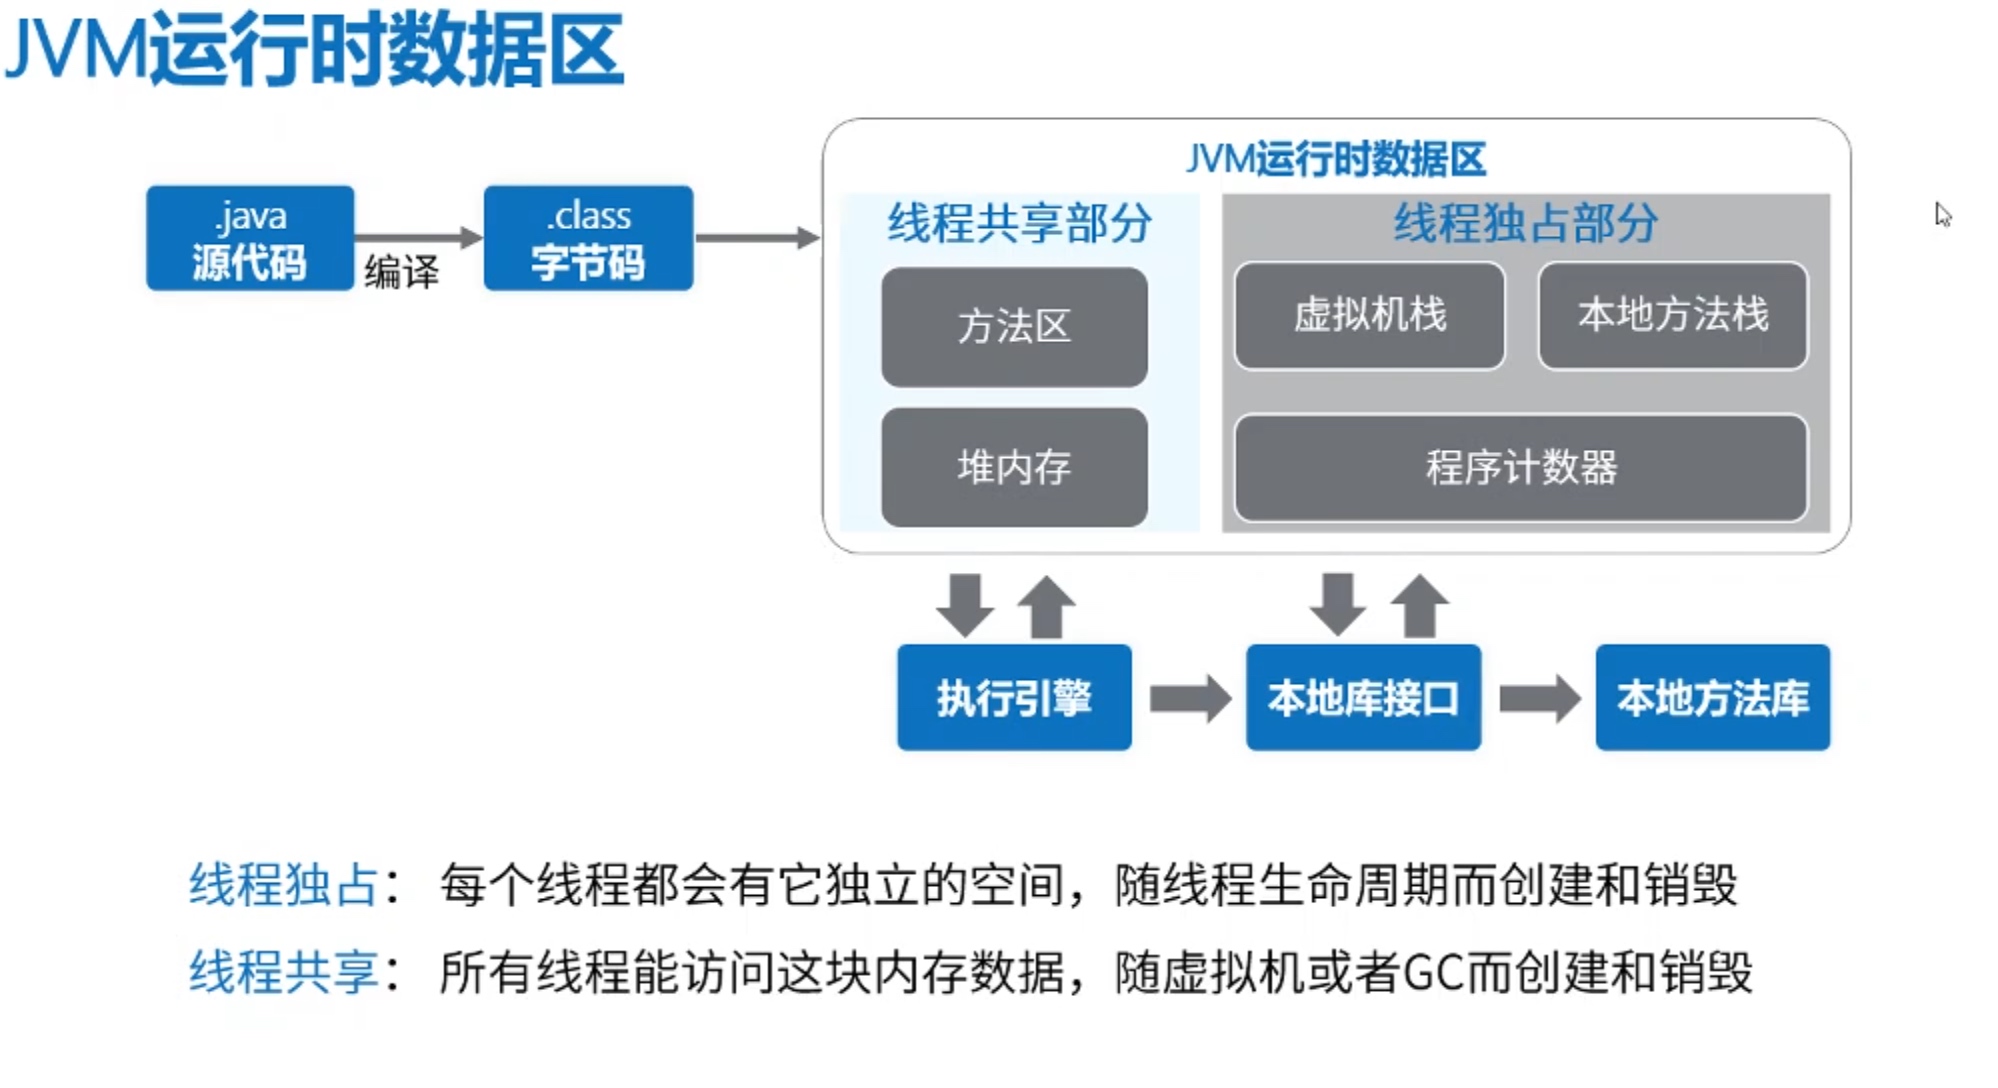 JVM运行时数据区
.java
源代码
编译
.class
字节码
JVM运行时数据区
线程共享部分
方法区
堆内存
线程独占部分
虚拟机栈
本地方法栈
程序计数器
执行引擎
本地库接口
本地方法库
线程独占： 每个线程都会有它独立的空间，随线程生命周期而创建和销毁
线程共享： 所有线程能访问这块内存数据，随虚拟机或者GC而创建和销毁